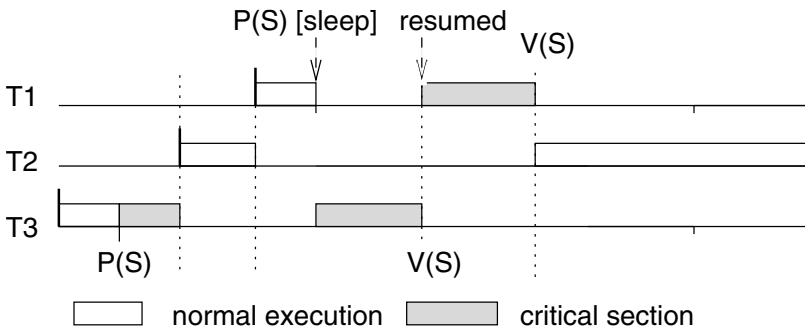 P(S) [sleep] resumed
V(S)
T1
T2
T3
P(S) V(S)
normal execution critical section